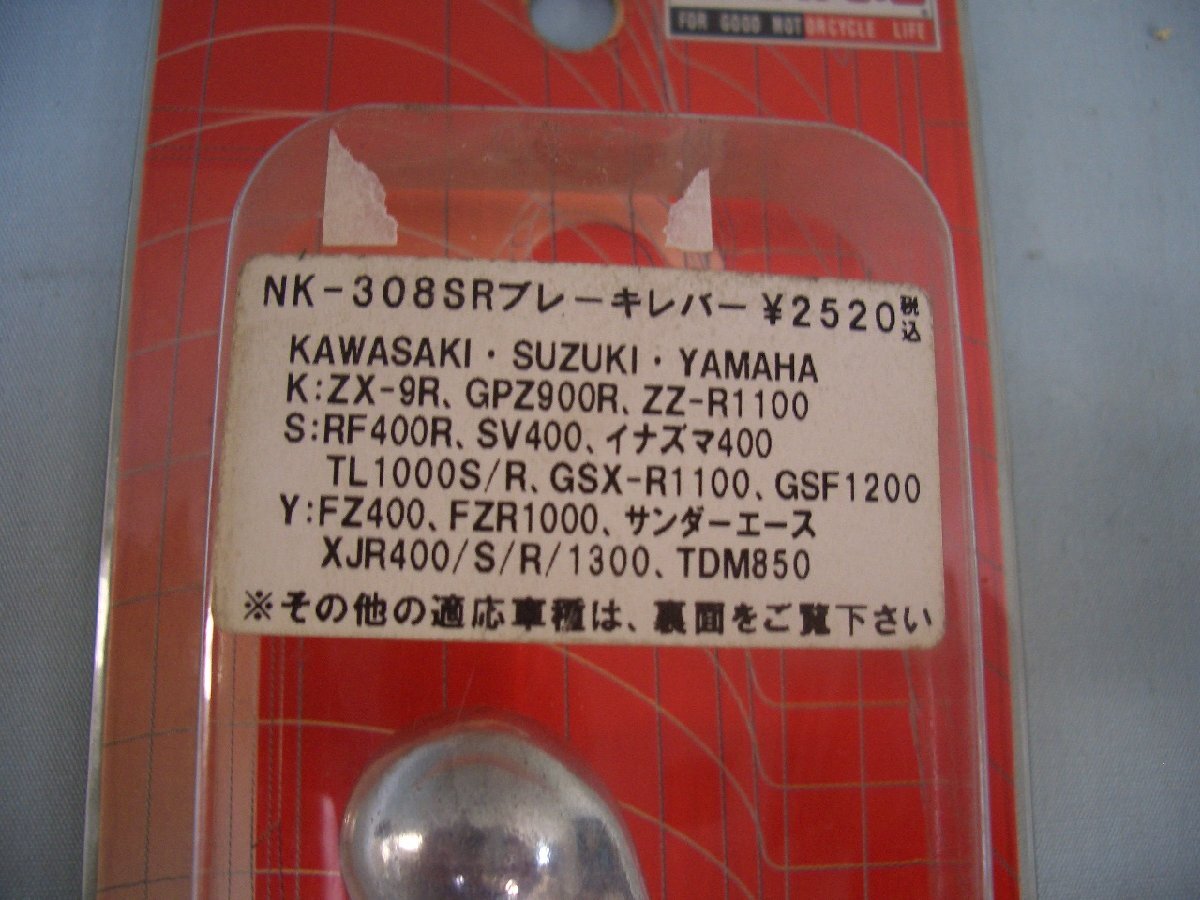 FOR GOOD MOTORCYCLE LIFE
NK-308SRブレーキレバー ¥2520税込
KAWASAKI・SUZUKI・YAMAHA
K:ZX-9R、GPZ900R、ZZ-R1100
S:RF400R、SV400、イナズマ400
TL1000S/R、GSX-R1100、GSF1200
Y:FZ400、FZR1000、サンダーエース
XJR400/S/R/1300、TDM850
※その他の適応車種は、裏面をご覧下さい